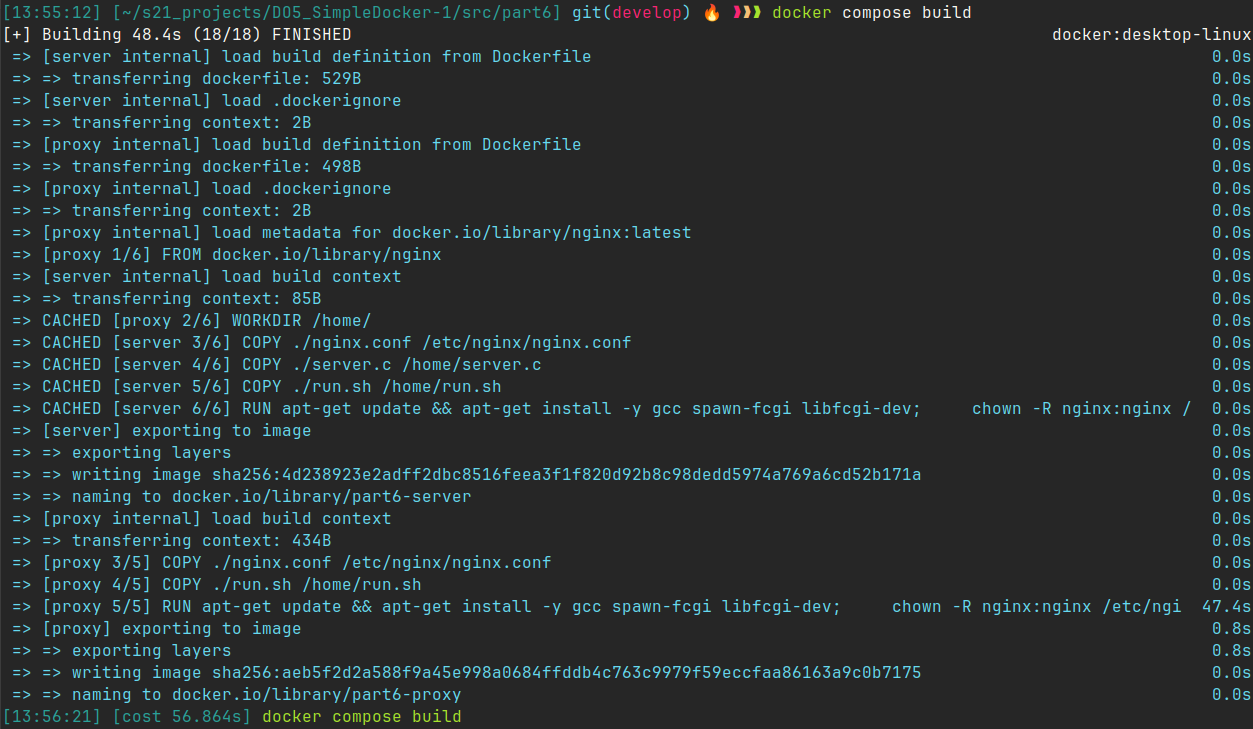 [13:55:12] [~/s21_projects/DO5_SimpleDocker-1/src/part6] git(develop) 🔥 ❱❱❱ docker compose build
[+] Building 48.4s (18/18) FINISHED docker:desktop-linux
=> [server internal] load build definition from Dockerfile 0.0s
=> => transferring dockerfile: 529B 0.0s
=> [server internal] load .dockerignore 0.0s
=> => transferring context: 2B 0.0s
=> [proxy internal] load build definition from Dockerfile 0.0s
=> => transferring dockerfile: 498B 0.0s
=> [proxy internal] load .dockerignore 0.0s
=> => transferring context: 2B 0.0s
=> [proxy internal] load metadata for docker.io/library/nginx:latest 0.0s
=> [proxy 1/6] FROM docker.io/library/nginx 0.0s
=> [server internal] load build context 0.0s
=> => transferring context: 85B 0.0s
=> CACHED [proxy 2/6] WORKDIR /home/ 0.0s
=> CACHED [server 3/6] COPY ./nginx.conf /etc/nginx/nginx.conf 0.0s
=> CACHED [server 4/6] COPY ./server.c /home/server.c 0.0s
=> CACHED [server 5/6] COPY ./run.sh /home/run.sh 0.0s
=> CACHED [server 6/6] RUN apt-get update && apt-get install -y gcc spawn-fcgi libfcgi-dev; chown -R nginx:nginx / 0.0s
=> [server] exporting to image 0.0s
=> => exporting layers 0.0s
=> => writing image sha256:4d238923e2adff2dbc8516feea3f1f820d92b8c98dedd5974a769a6cd52b171a 0.0s
=> => naming to docker.io/library/part6-server 0.0s
=> [proxy internal] load build context 0.0s
=> => transferring context: 434B 0.0s
=> [proxy 3/5] COPY ./nginx.conf /etc/nginx/nginx.conf 0.0s
=> [proxy 4/5] COPY ./run.sh /home/run.sh 0.0s
=> [proxy 5/5] RUN apt-get update && apt-get install -y gcc spawn-fcgi libfcgi-dev; chown -R nginx:nginx /etc/ngi 47.4s
=> [proxy] exporting to image 0.8s
=> => exporting layers 0.8s
=> => writing image sha256:aeb5f2d2a588f9a45e998a0684ffddb4c763c9979f59eccfaa86163a9c0b7175 0.0s
=> => naming to docker.io/library/part6-proxy 0.0s
[13:56:21] [cost 56.864s] docker compose build